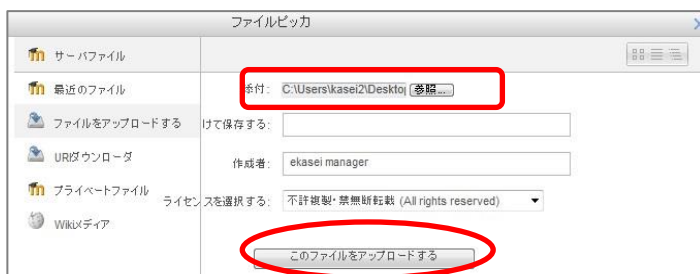 ファイルピッカ
サーバファイル
最近のファイル
ファイルをアップロードする
URLダウンローダ
プライベートファイル
Wikiメディア
添付: C:\Users\kasei2\Desktop 参照...
けて保存する:
作成者: ekasei manager
ライセンスを選択する: 不許複製・禁無断転載 (All rights reserved)
このファイルをアップロードする